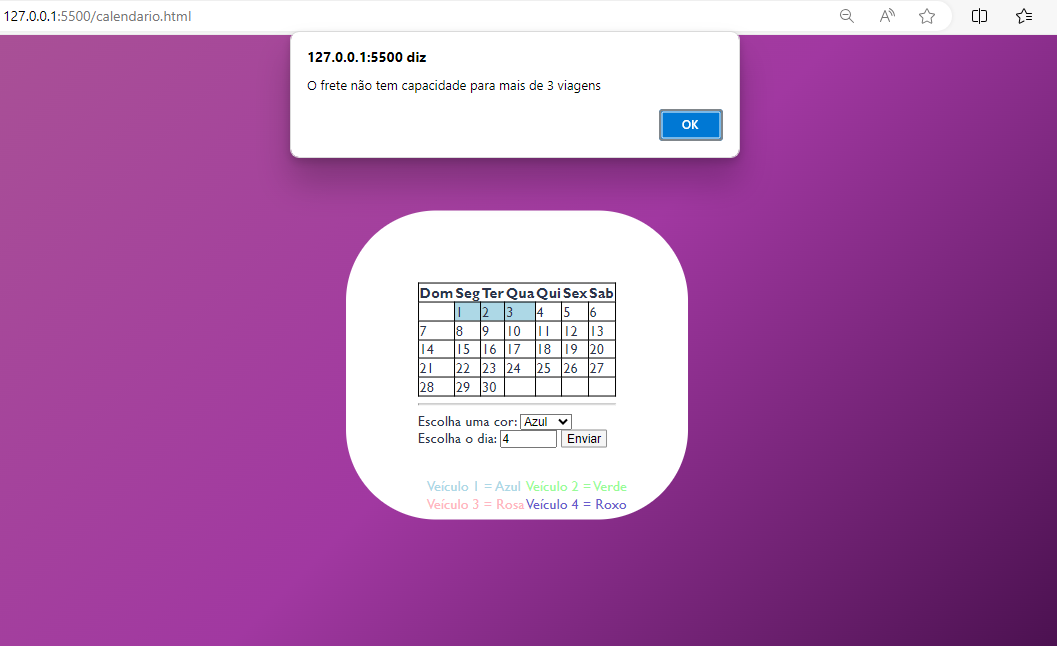 127.0.0.1:5500/calendario.html
127.0.0.1:5500 diz
O frete não tem capacidade para mais de 3 viagens
OK
Dom Seg Ter Qua Qui Sex Sab
1 2 3 4 5 6
7 8 9 10 11 12 13
14 15 16 17 18 19 20
21 22 23 24 25 26 27
28 29 30
Escolha uma cor: Azul
Escolha o dia: 4 Enviar
Veículo 1 = Azul Veículo 2 = Verde
Veículo 3 = Rosa Veículo 4 = Roxo